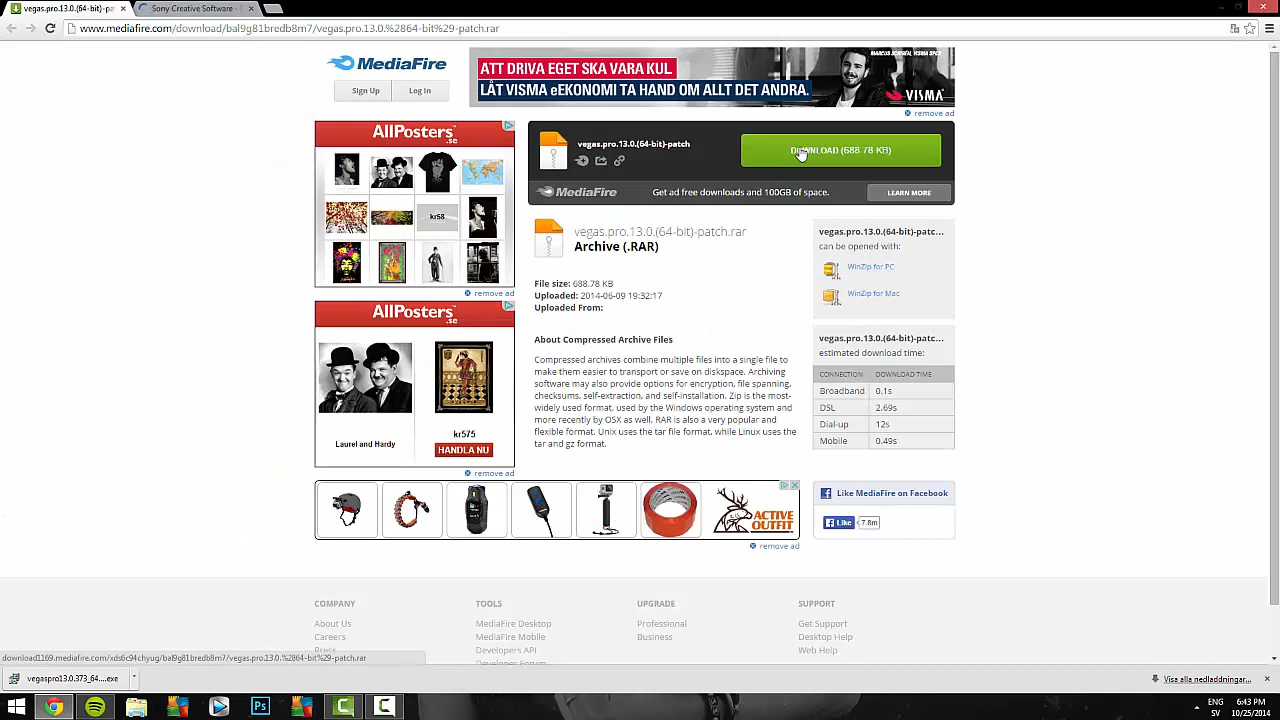 vegas.pro.13.0.(64-bit)-pat
Sony Creative Software -
www.mediafire.com/download/bal9g81bredb8m7/vegas.pro.13.0.%2864-bit%29-patch.rar
MediaFire
Sign Up
Log In
ATT DRIVA EGET SKA VARA KUL.
LÅT VISMA eEKONOMI TA HAND OM ALLT DET ANDRA.
VISMA
remove ad
AllPosters.se
kr58
remove ad
vegas.pro.13.0.(64-bit)-patch
DOWNLOAD (688.78 KB)
MediaFire
Get ad free downloads and 100GB of space.
LEARN MORE
vegas.pro.13.0.(64-bit)-patch.rar
Archive (.RAR)
File size: 688.78 KB
Uploaded: 2014-06-09 19:32:17
Uploaded From:
About Compressed Archive Files
Compressed archives combine multiple files into a single file to
make them easier to transport or save on diskspace. Archiving
software may also provide options for encryption, file spanning,
checksums, self-extraction, and self-installation. Zip is the most-
widely used format, used by the Windows operating system and
more recently by OSX as well. RAR is also a very popular and
flexible format. Unix uses the tar file format, while Linux uses the
tar and gz format.
vegas.pro.13.0.(64-bit)-patc...
can be opened with:
WinZip for PC
WinZip for Mac
vegas.pro.13.0.(64-bit)-patc...
estimated download time:
CONNECTION DOWNLOAD TIME
Broadband 0.1s
DSL 2.69s
Dial-up 12s
Mobile 0.49s
AllPosters.se
Laurel and Hardy
kr575
HANDLA NU
remove ad
ACTIVE
OUTFIT
remove ad
Like MediaFire on Facebook
Like 7.8m
COMPANY
About Us
Careers
Press
TOOLS
MediaFire Desktop
MediaFire Mobile
Developers API
Developer Forum
UPGRADE
Professional
Business
SUPPORT
Get Support
Desktop Help
Web Help
download1169.mediafire.com/xds6c94chyug/bal9g81bredb8m7/vegas.pro.13.0.%2864-bit%29-patch.rar
vegaspro13.0.373_64....exe
Visa alla nedladdningar...
Ps
ENG
SV
6:43 PM
10/25/2014